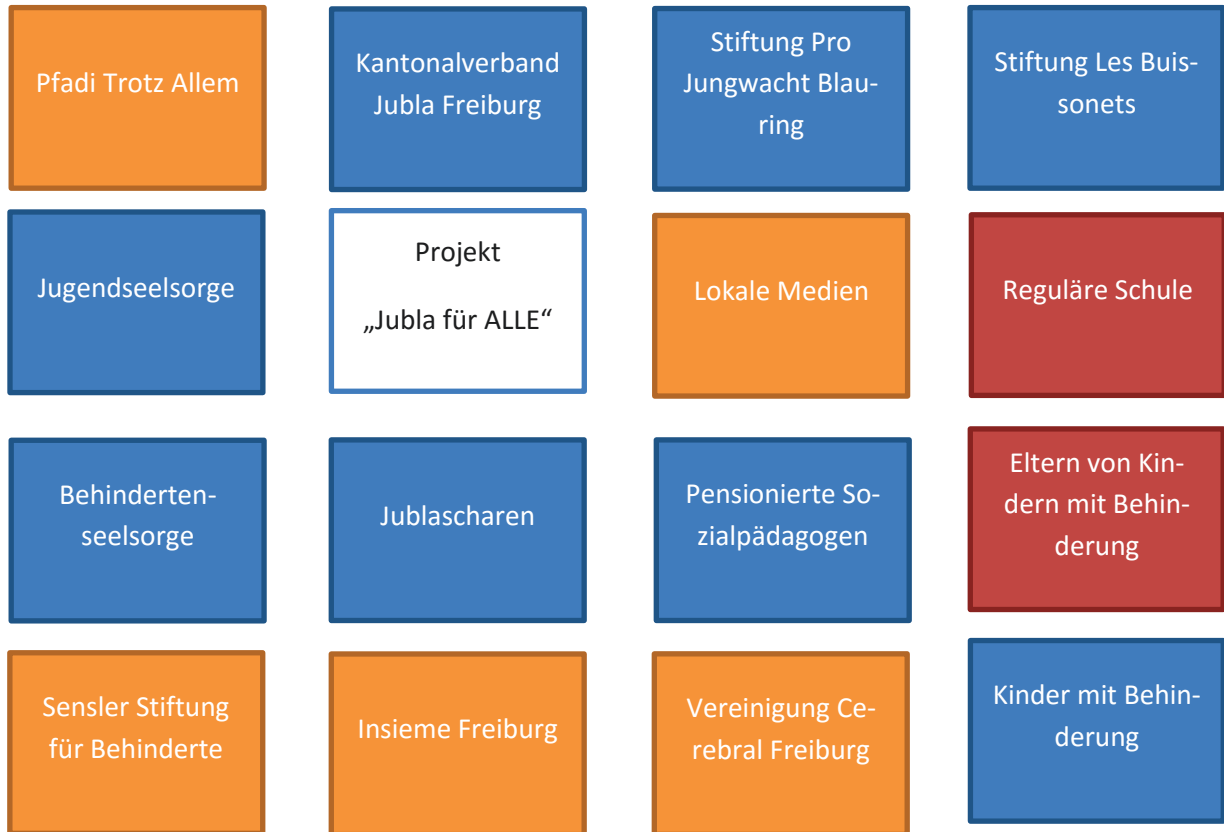 Pfadi Trotz Allem
Kantonalverband
Jubla Freiburg
Stiftung Pro
Jungwacht Blau-
ring
Stiftung Les Buis-
sonets
Jugendseelsorge
Projekt
„Jubla für ALLE“
Lokale Medien
Reguläre Schule
Behinderten-
seelsorge
Jublascharen
Pensionierte So-
zialpädagogen
Eltern von Kin-
dern mit Behin-
derung
Sensler Stiftung
für Behinderte
Insieme Freiburg
Vereinigung Ce-
rebral Freiburg
Kinder mit Behin-
derung